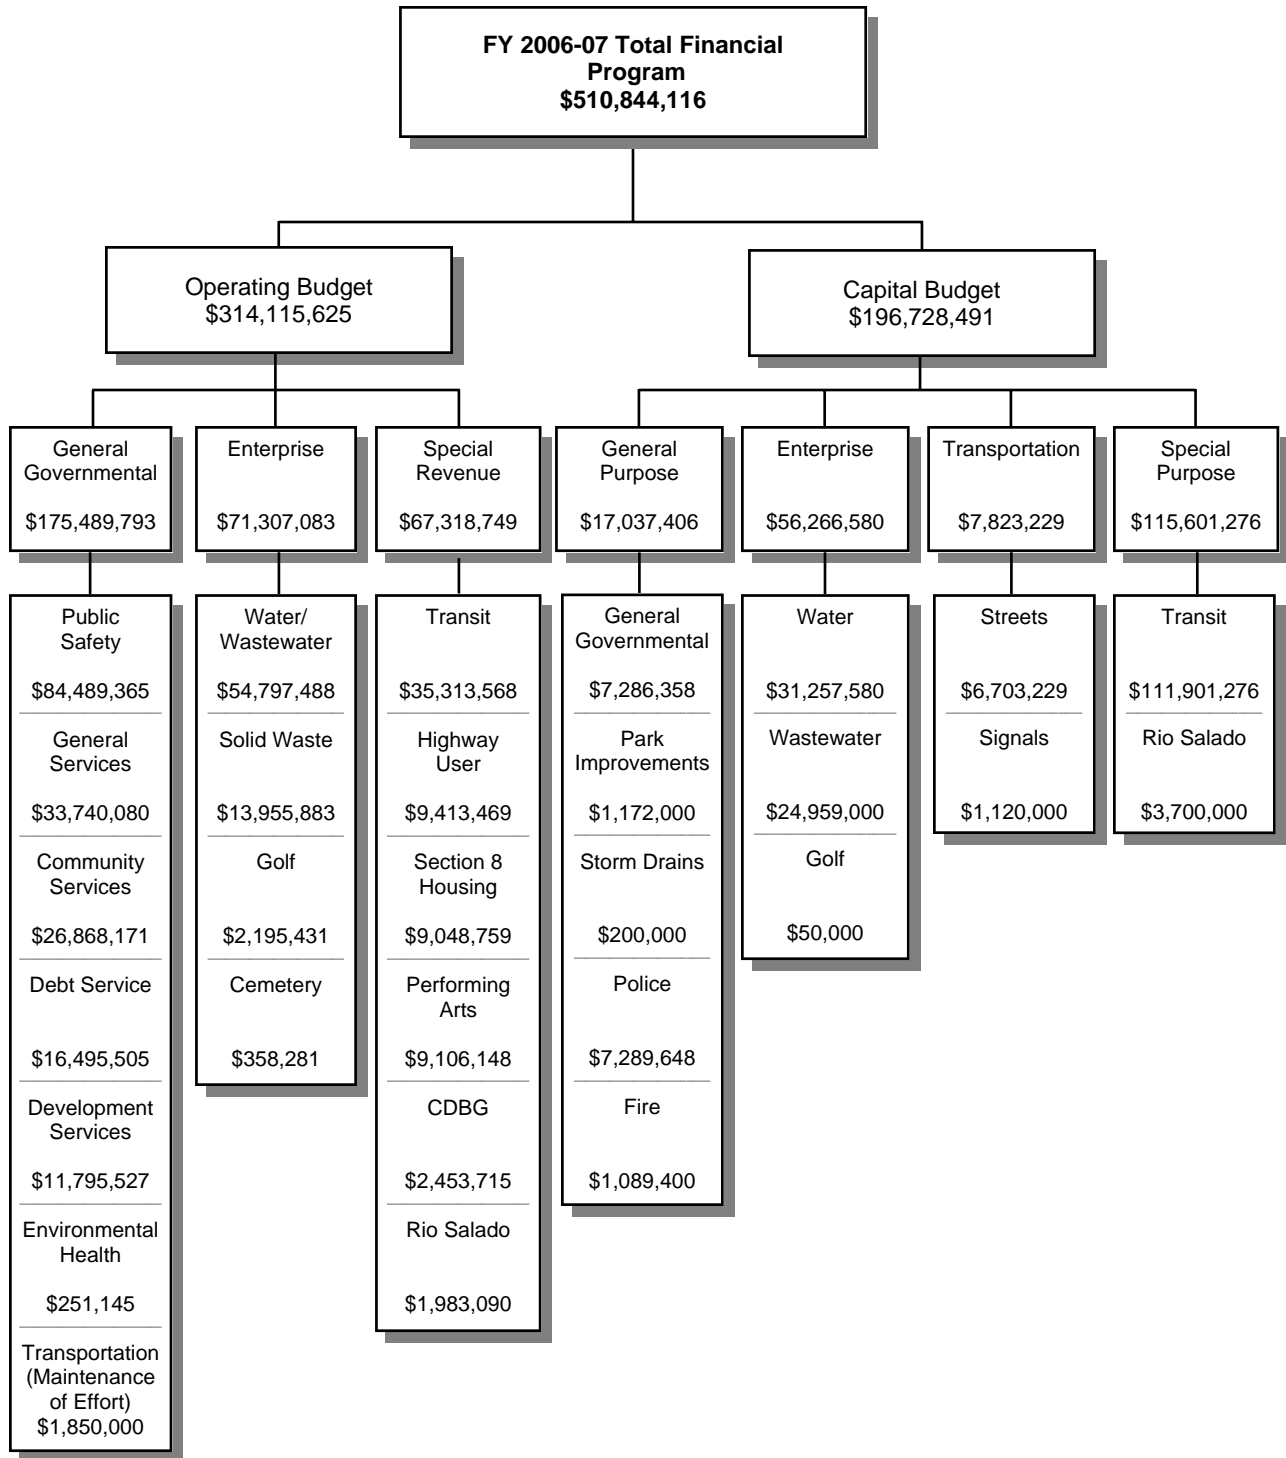 FY 2006-07 Total Financial
Program
$510,844,116
Operating Budget
$314,115,625
Capital Budget
$196,728,491
General
Governmental
$175,489,793
Enterprise
$71,307,083
Special
Revenue
$67,318,749
General
Purpose
$17,037,406
Enterprise
$56,266,580
Transportation
$7,823,229
Special
Purpose
$115,601,276
Public
Safety
$84,489,365
General
Services
$33,740,080
Community
Services
$26,868,171
Debt Service
$16,495,505
Development
Services
$11,795,527
Environmental
Health
$251,145
Transportation
(Maintenance
of Effort)
$1,850,000
Water/
Wastewater
$54,797,488
Solid Waste
$13,955,883
Golf
$2,195,431
Cemetery
$358,281
Transit
$35,313,568
Highway
User
$9,413,469
Section 8
Housing
$9,048,759
Performing
Arts
$9,106,148
CDBG
$2,453,715
Rio Salado
$1,983,090
General
Governmental
$7,286,358
Park
Improvements
$1,172,000
Storm Drains
$200,000
Police
$7,289,648
Fire
$1,089,400
Water
$31,257,580
Wastewater
$24,959,000
Golf
$50,000
Streets
$6,703,229
Signals
$1,120,000
Transit
$111,901,276
Rio Salado
$3,700,000